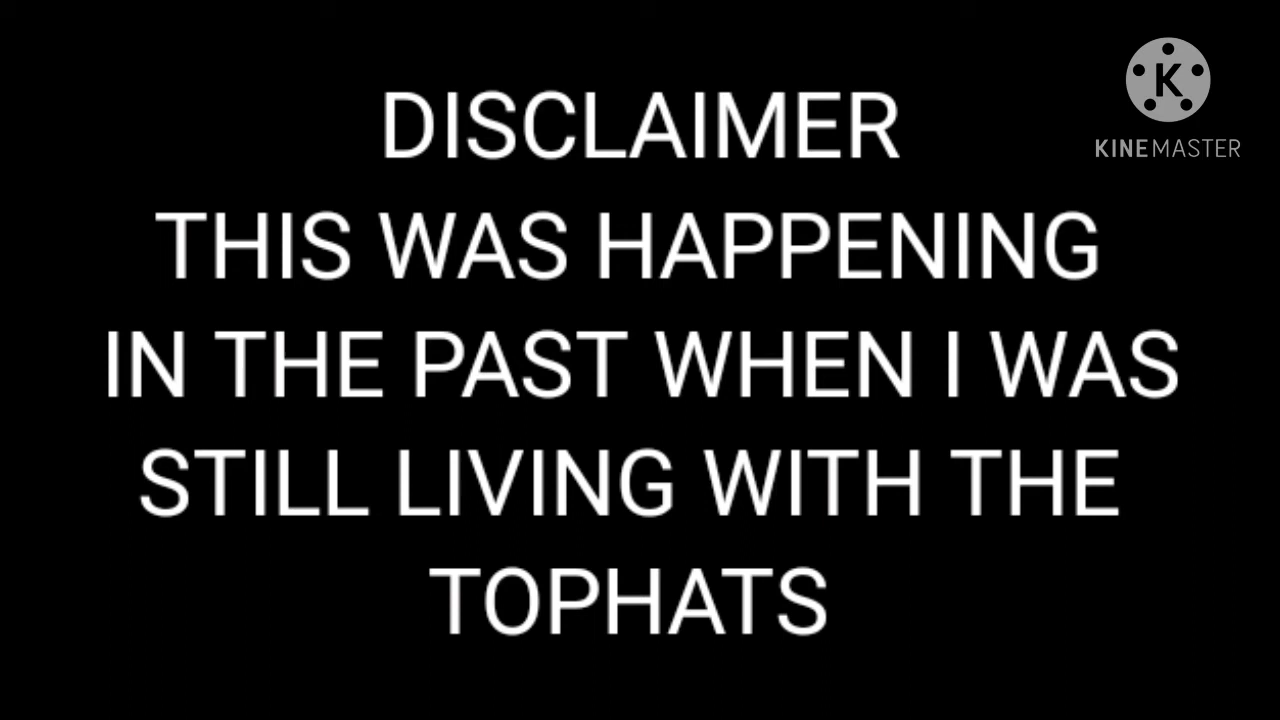 K
KINEMASTER
DISCLAIMER
THIS WAS HAPPENING
IN THE PAST WHEN I WAS
STILL LIVING WITH THE
TOPHATS